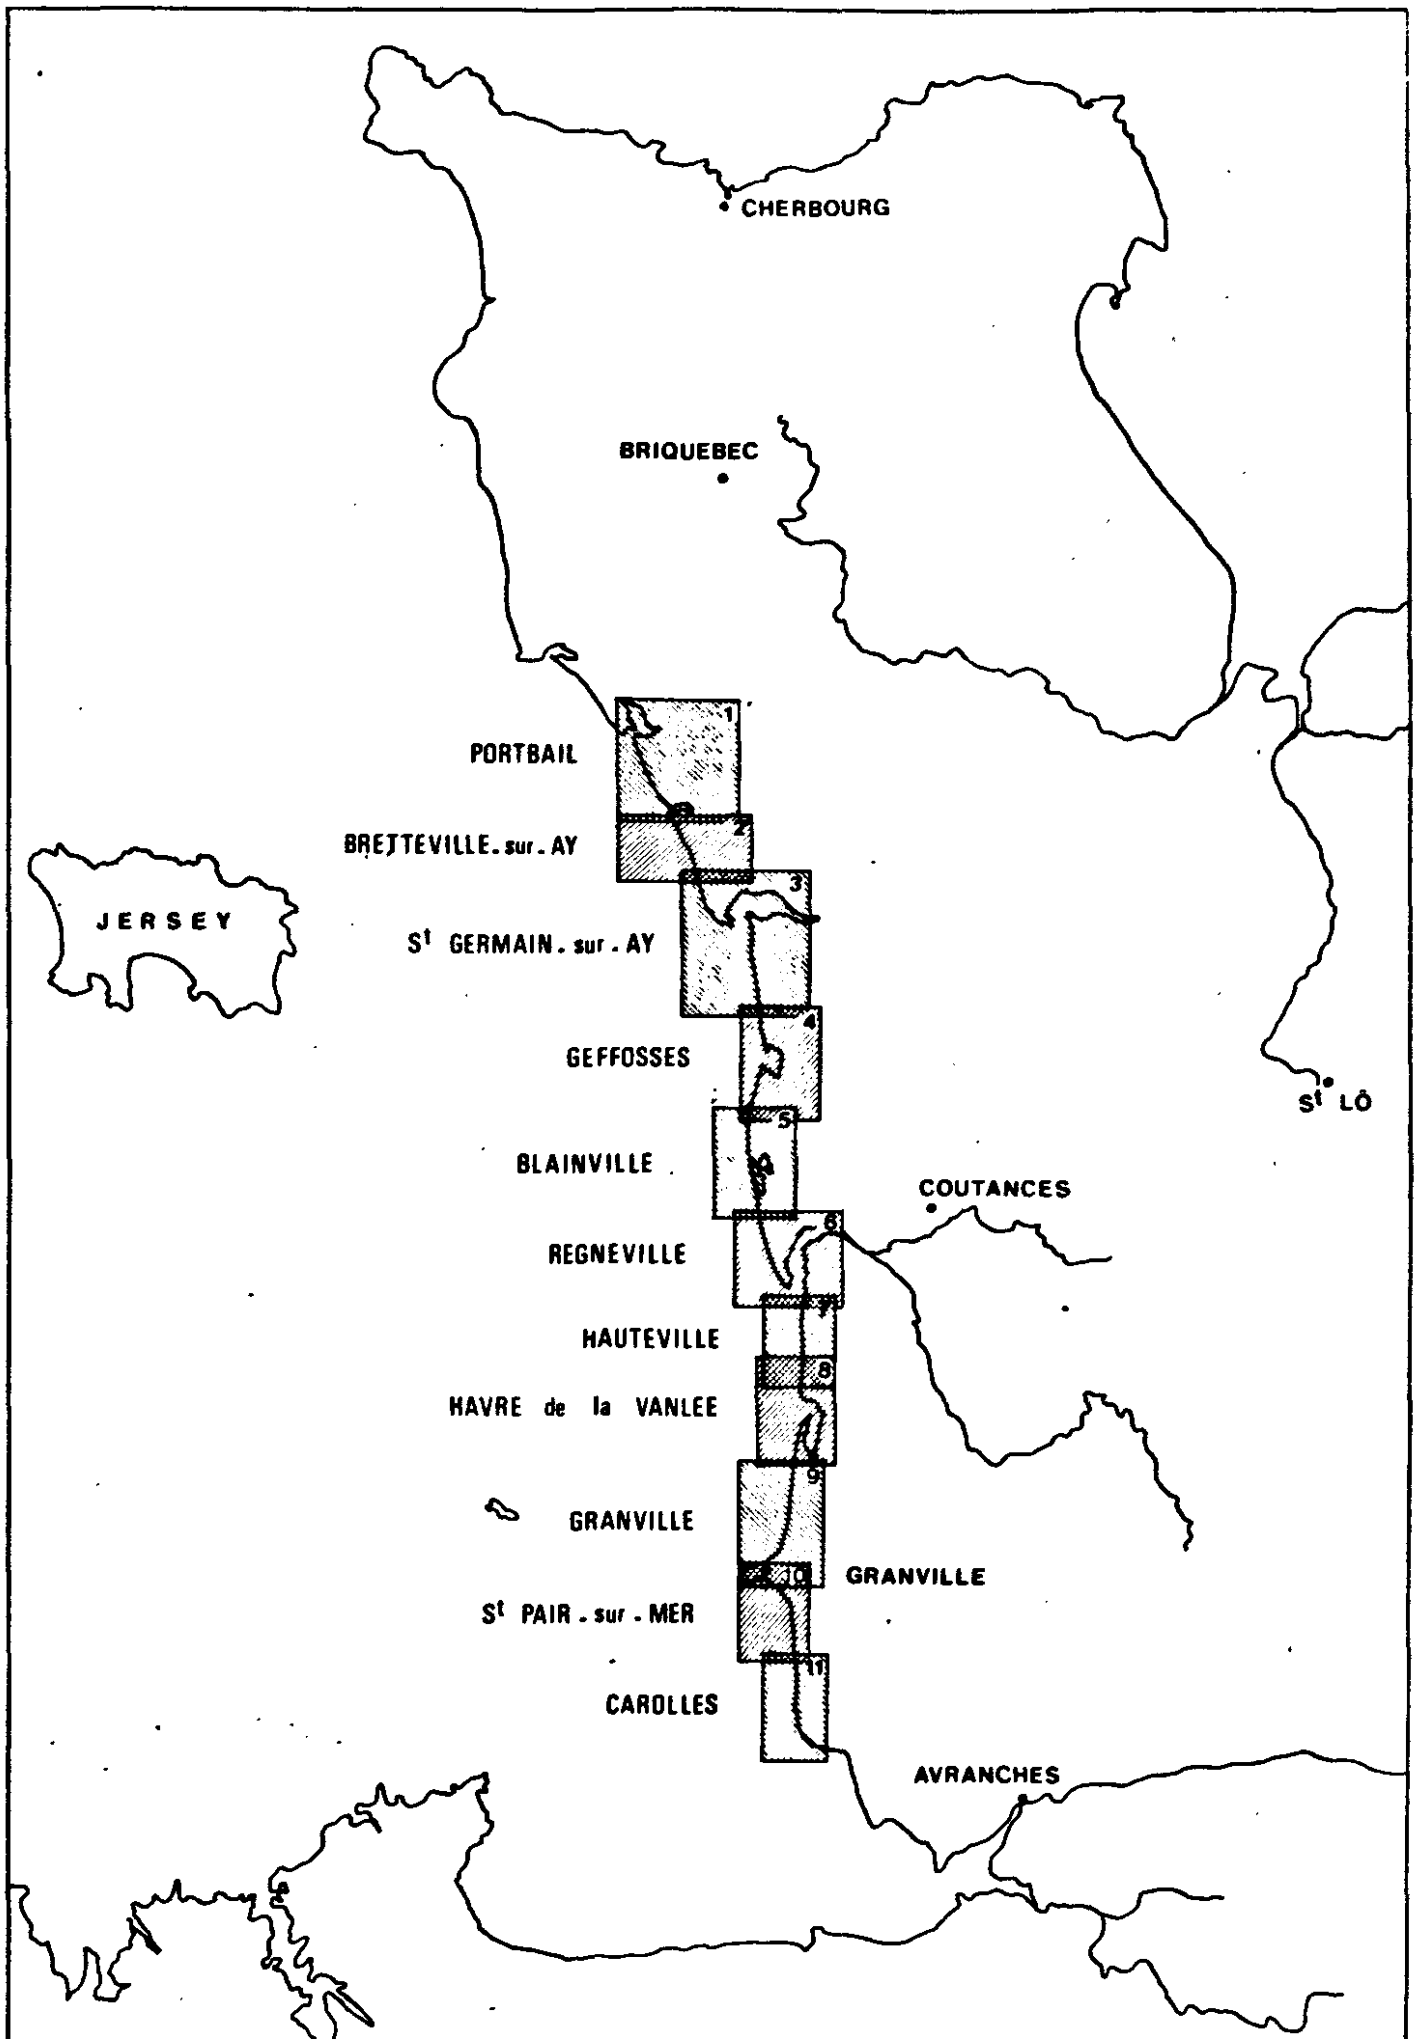 CHERBOURG
BRIQUEBEC
1
PORTBAIL
2
BRETTEVILLE-sur-AY
3
JERSEY
St GERMAIN-sur-AY
4
GEFFOSSES
St LÔ
5
BLAINVILLE
COUTANCES
6
REGNEVILLE
7
HAUTEVILLE
8
HAVRE de la VANLEE
9
GRANVILLE
10
GRANVILLE
St PAIR-sur-MER
11
CAROLLES
AVRANCHES